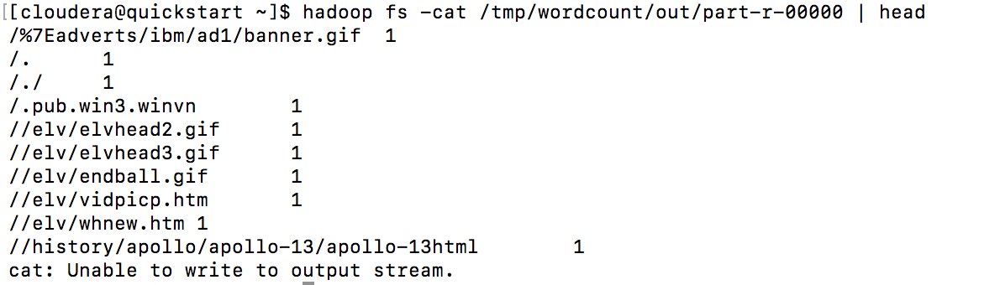 [[cloudera@quickstart ~]$ hadoop fs -cat /tmp/wordcount/out/part-r-00000 | head
/%7Eadverts/ibm/ad1/banner.gif 1
/. 1
/./ 1
/.pub.win3.winvn 1
//elv/elvhead2.gif 1
//elv/elvhead3.gif 1
//elv/endball.gif 1
//elv/vidpicp.htm 1
//elv/whnew.htm 1
//history/apollo/apollo-13/apollo-13html 1
cat: Unable to write to output stream.